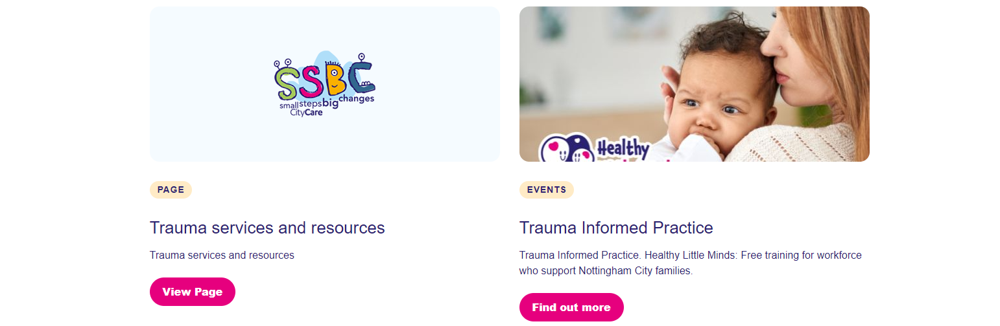 SSBC
smallstepsbigchanges
CityCare
Healthy
PAGE
Trauma services and resources
Trauma services and resources
View Page
EVENTS
Trauma Informed Practice
Trauma Informed Practice. Healthy Little Minds: Free training for workforce
who support Nottingham City families.
Find out more